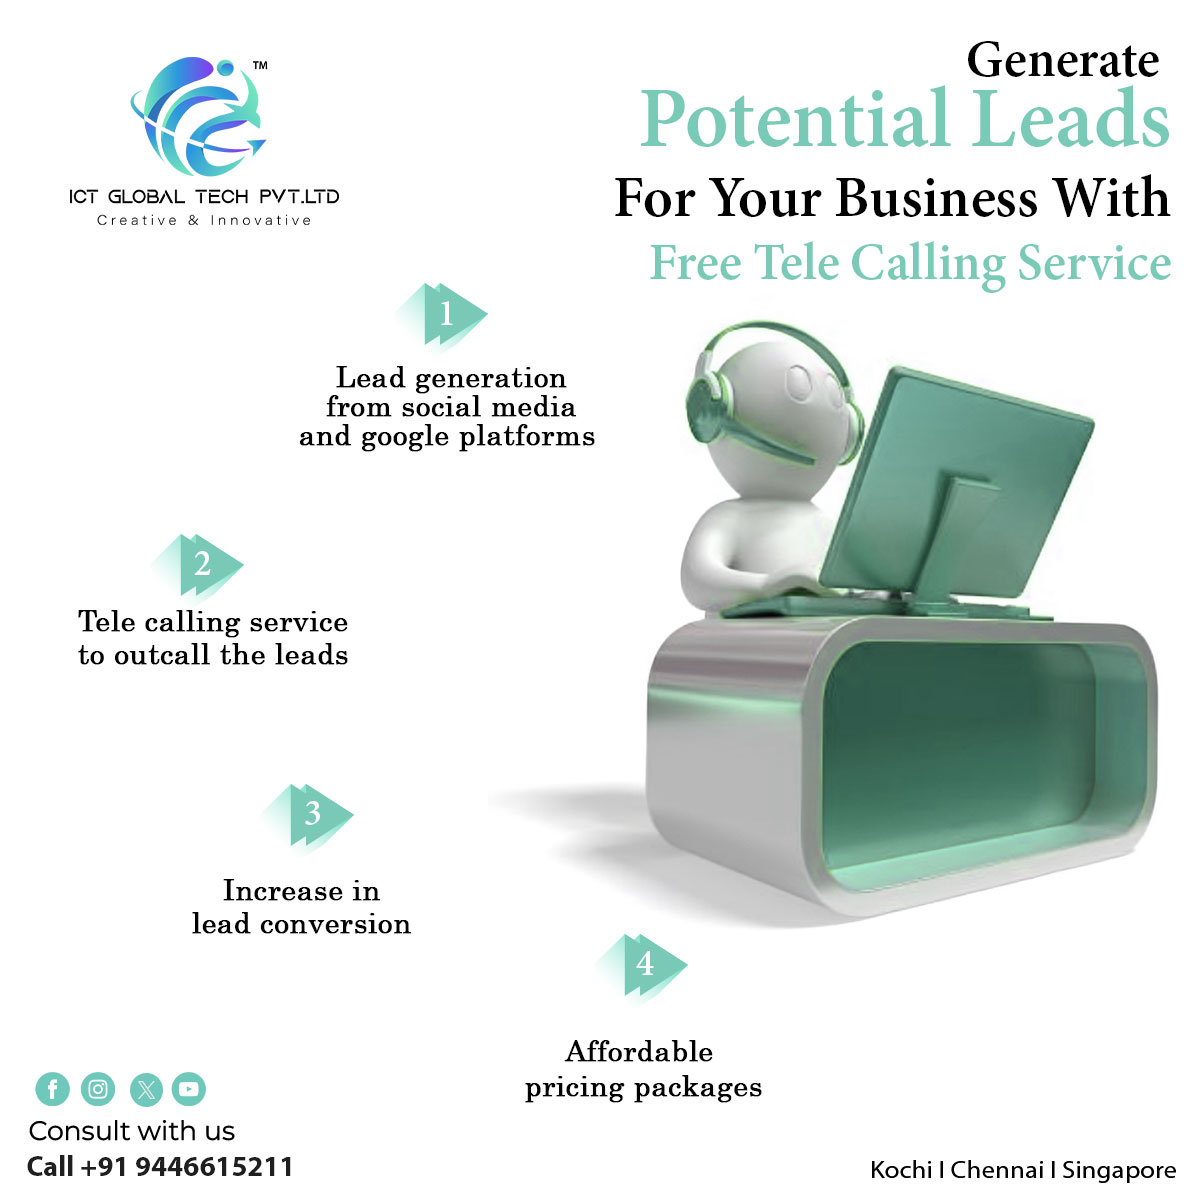 TM
ICT GLOBAL TECH PVT.LTD
Creative & Innovative
Generate
Potential Leads
For Your Business With
Free Tele Calling Service
1
Lead generation
from social media
and google platforms
2
Tele calling service
to outcall the leads
3
Increase in
lead conversion
4
Affordable
pricing packages
Consult with us
Call +91 9446615211
Kochi I Chennai I Singapore